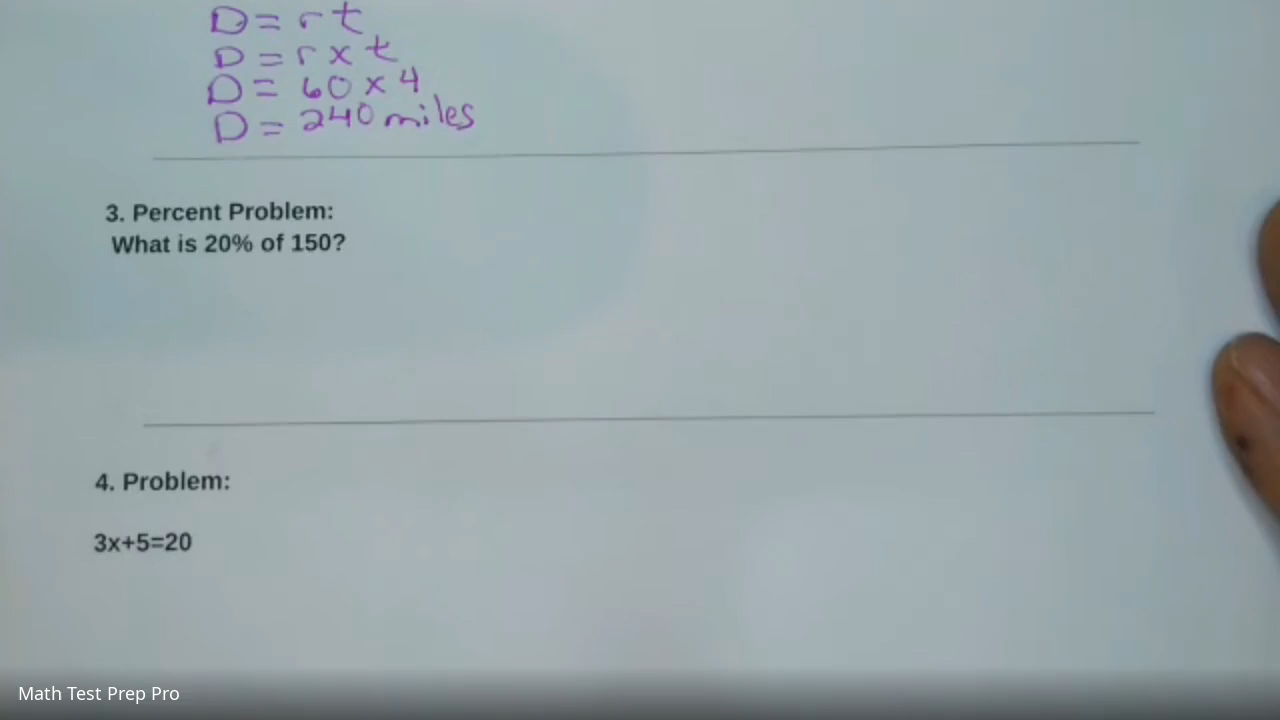 D = rt
D = r x t
D = 60 x 4
D = 240 miles
3. Percent Problem:
What is 20% of 150?
4. Problem:
3x+5=20
Math Test Prep Pro